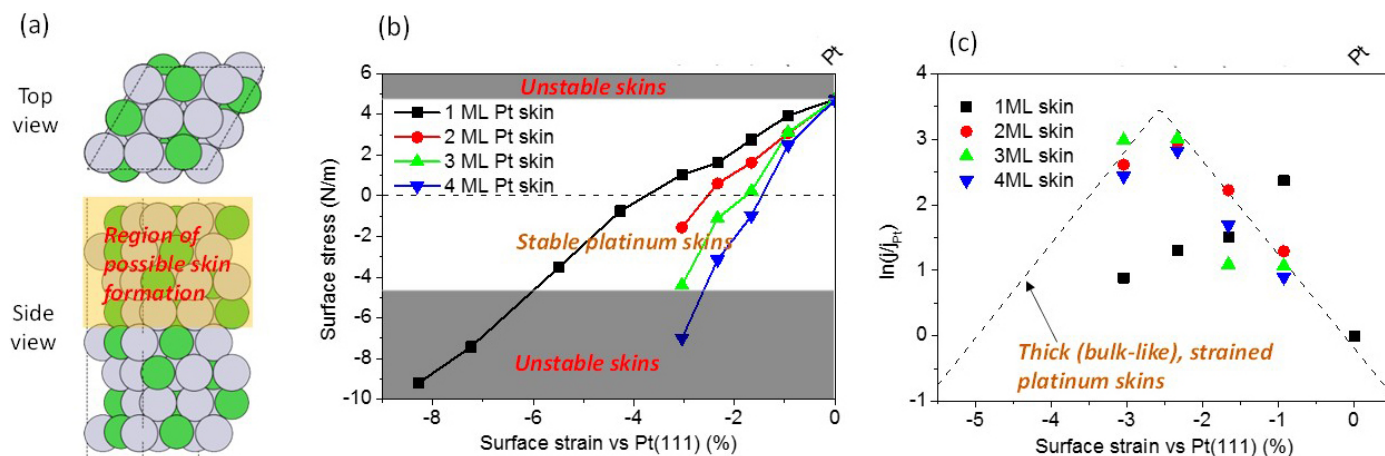 (a)
Top
view
Side
view
Region of
possible skin
formation
(b)
Pt
Unstable skins
1 ML Pt skin
2 ML Pt skin
3 ML Pt skin
4 ML Pt skin
Stable platinum skins
Unstable skins
Surface stress (N/m)
6
4
2
0
-2
-4
-6
-8
-10
-8
-6
-4
-2
0
Surface strain vs Pt(111) (%)
(c)
Pt
1ML skin
2ML skin
3ML skin
4ML skin
Thick (bulk-like), strained
platinum skins
ln(j/jPt)
4
3
2
1
0
-1
-5
-4
-3
-2
-1
0
Surface strain vs Pt(111) (%)